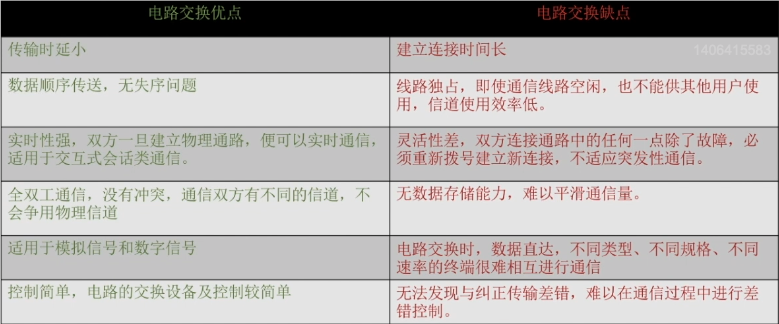 电路交换优点
电路交换缺点
传输时延小
建立连接时间长
1406415583
数据顺序传送，无失序问题
线路独占，即使通信线路空闲，也不能供其他用户使
用，信道使用效率低。
实时性强，双方一旦建立物理通路，便可以实时通信，
适用于交互式会话类通信。
灵活性差，双方连接通路中的任何一点除了故障，必
须重新拨号建立新连接，不适应突发性通信。
全双工通信，没有冲突，通信双方有不同的信道，不
会争用物理信道
无数据存储能力，难以平滑通信量。
适用于模拟信号和数字信号
电路交换时，数据直达，不同类型、不同规格、不同
速率的终端很难相互进行通信
控制简单，电路的交换设备及控制较简单
无法发现与纠正传输差错，难以在通信过程中进行差
错控制。